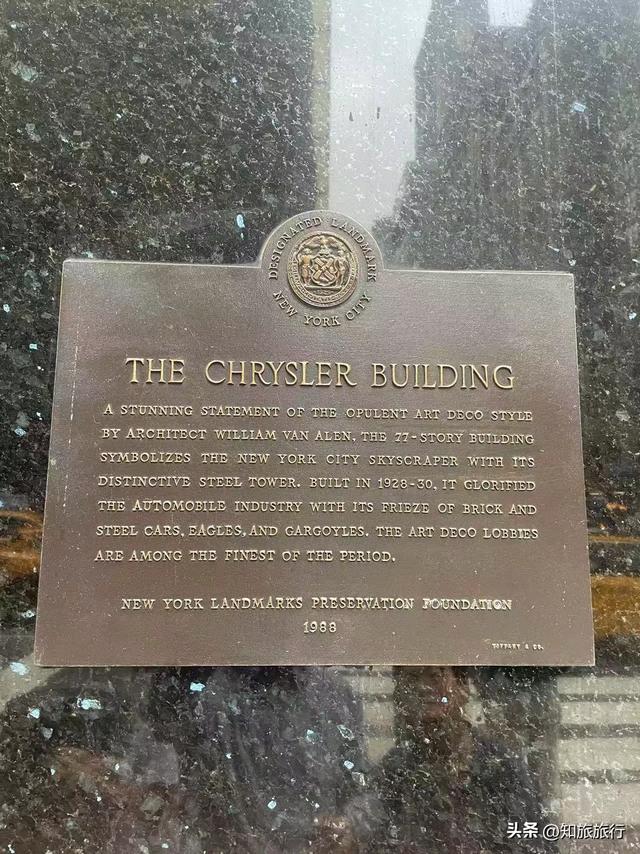 DESIGNATED LANDMARK
NEW YORK CITY
THE CHRYSLER BUILDING
A STUNNING STATEMENT OF THE OPULENT ART DECO STYLE
BY ARCHITECT WILLIAM VAN ALEN, THE 77-STORY BUILDING
SYMBOLIZES THE NEW YORK CITY SKYSCRAPER WITH ITS
DISTINCTIVE STEEL TOWER. BUILT IN 1928-30, IT GLORIFIED
THE AUTOMOBILE INDUSTRY WITH ITS FRIEZE OF BRICK AND
STEEL CARS, EAGLES, AND GARGOYLES. THE ART DECO LOBBIES
ARE AMONG THE FINEST OF THE PERIOD.
NEW YORK LANDMARKS PRESERVATION FOUNDATION
1988
TIFFANY & CO.
头条 @知旅旅行